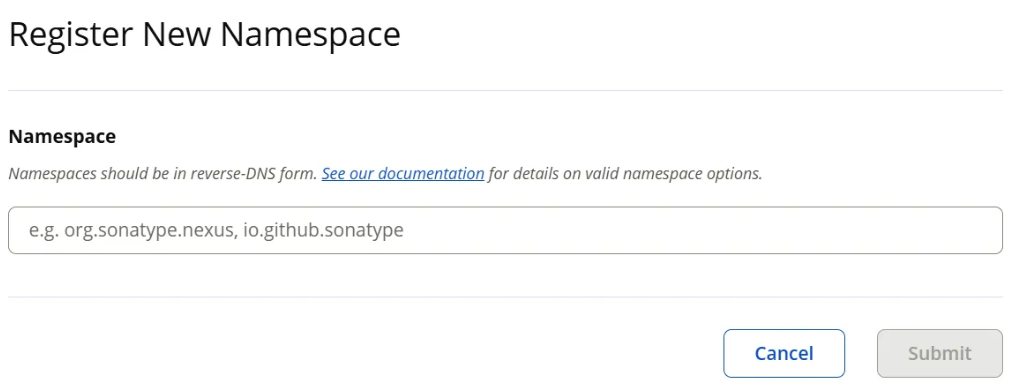 Register New Namespace
Namespace
Namespaces should be in reverse-DNS form. See our documentation for details on valid namespace options.
e.g. org.sonatype.nexus, io.github.sonatype
Cancel
Submit